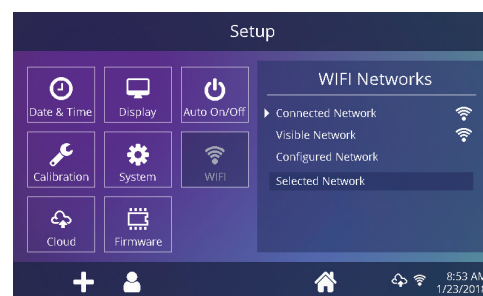 Setup
Date & Time
Display
Auto On/Off
Calibration
System
WIFI
Cloud
Firmware
WIFI Networks
Connected Network
Visible Network
Configured Network
Selected Network
8:53 AM
1/23/2018